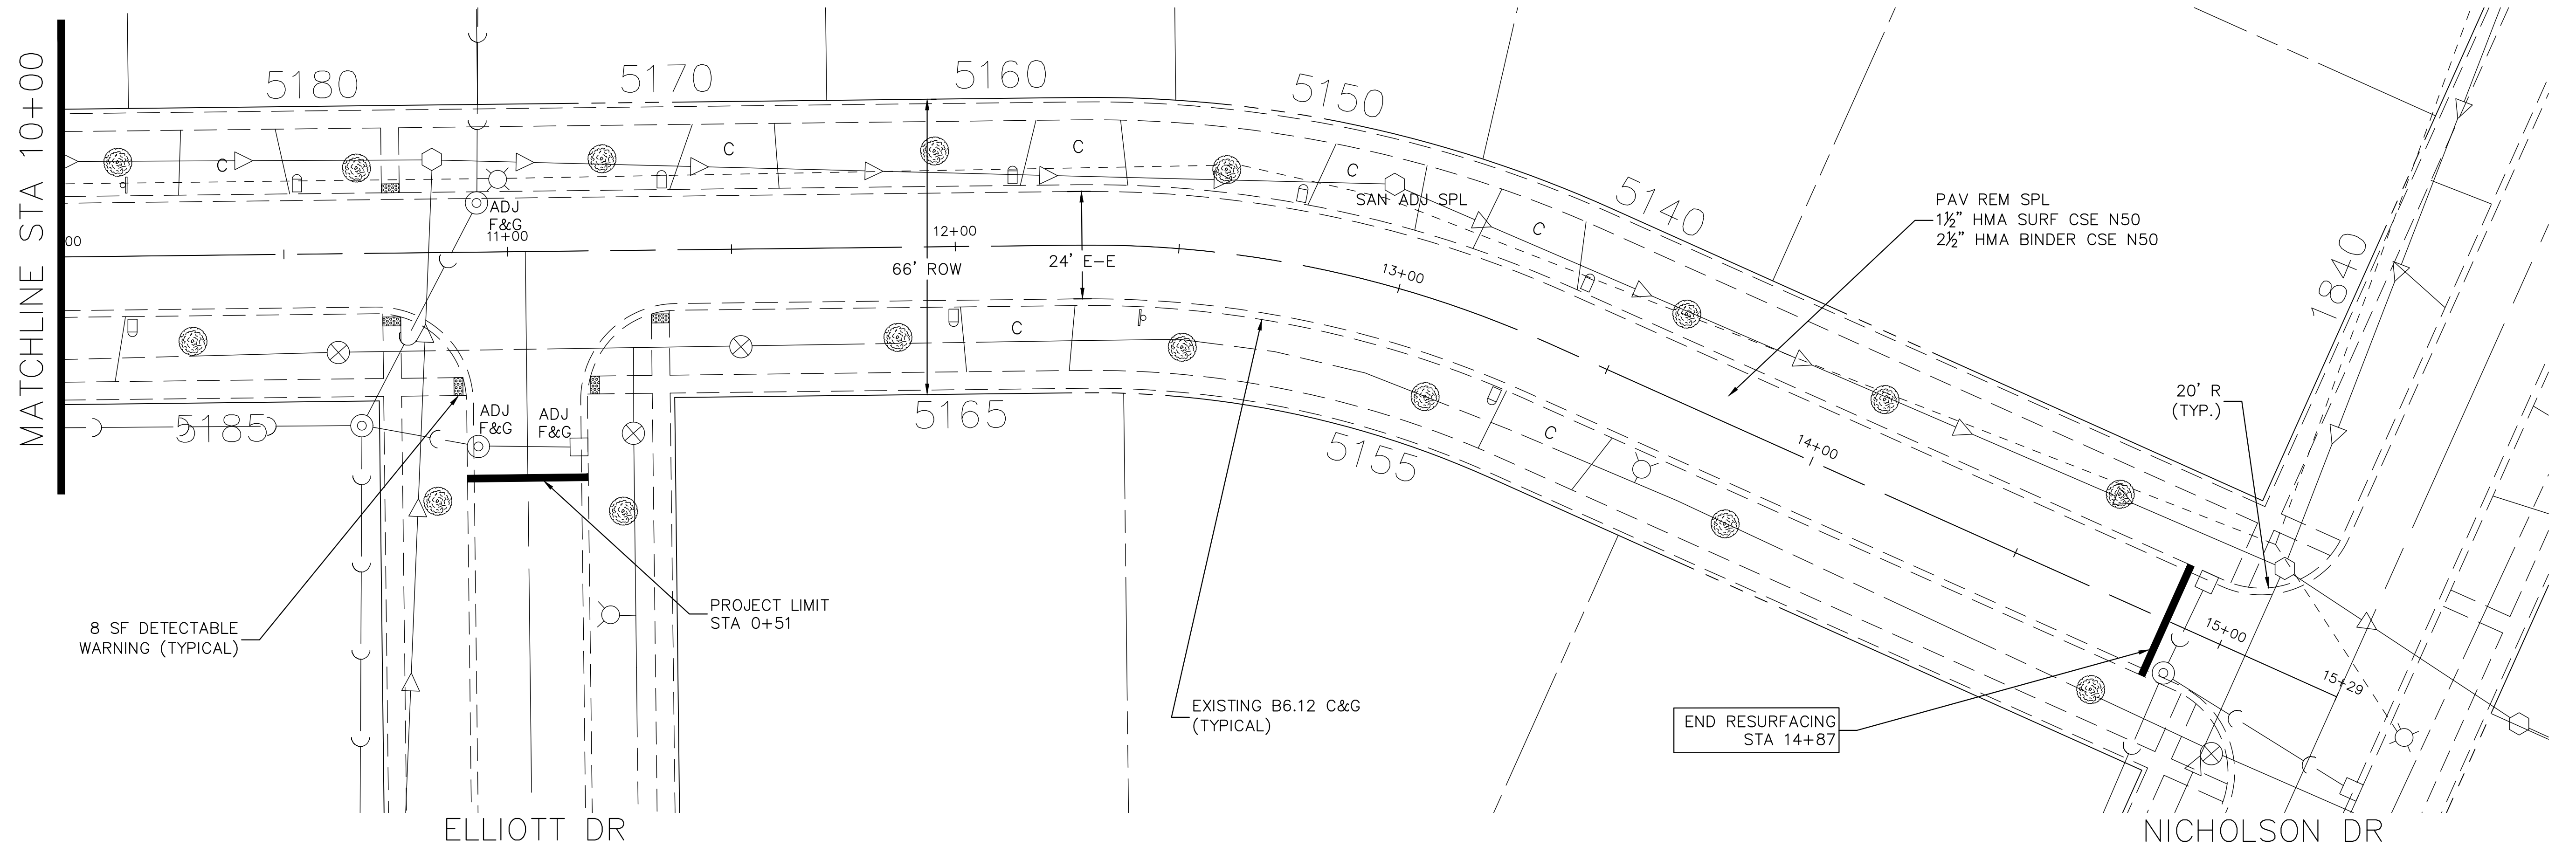 MATCHLINE STA 10+00
5180
5170
5160
5150
5140
1840
C
C
C
C
C
SAN ADJ SPL
PAV REM SPL
1½” HMA SURF CSE N50
2½” HMA BINDER CSE N50
ADJ
F&G
00
11+00
12+00
13+00
14+00
15+00
15+29
66' ROW
24' E-E
20' R
(TYP.)
C
C
5185
5165
5155
ADJ
F&G
ADJ
F&G
8 SF DETECTABLE
WARNING (TYPICAL)
PROJECT LIMIT
STA 0+51
EXISTING B6.12 C&G
(TYPICAL)
END RESURFACING
STA 14+87
ELLIOTT DR
NICHOLSON DR